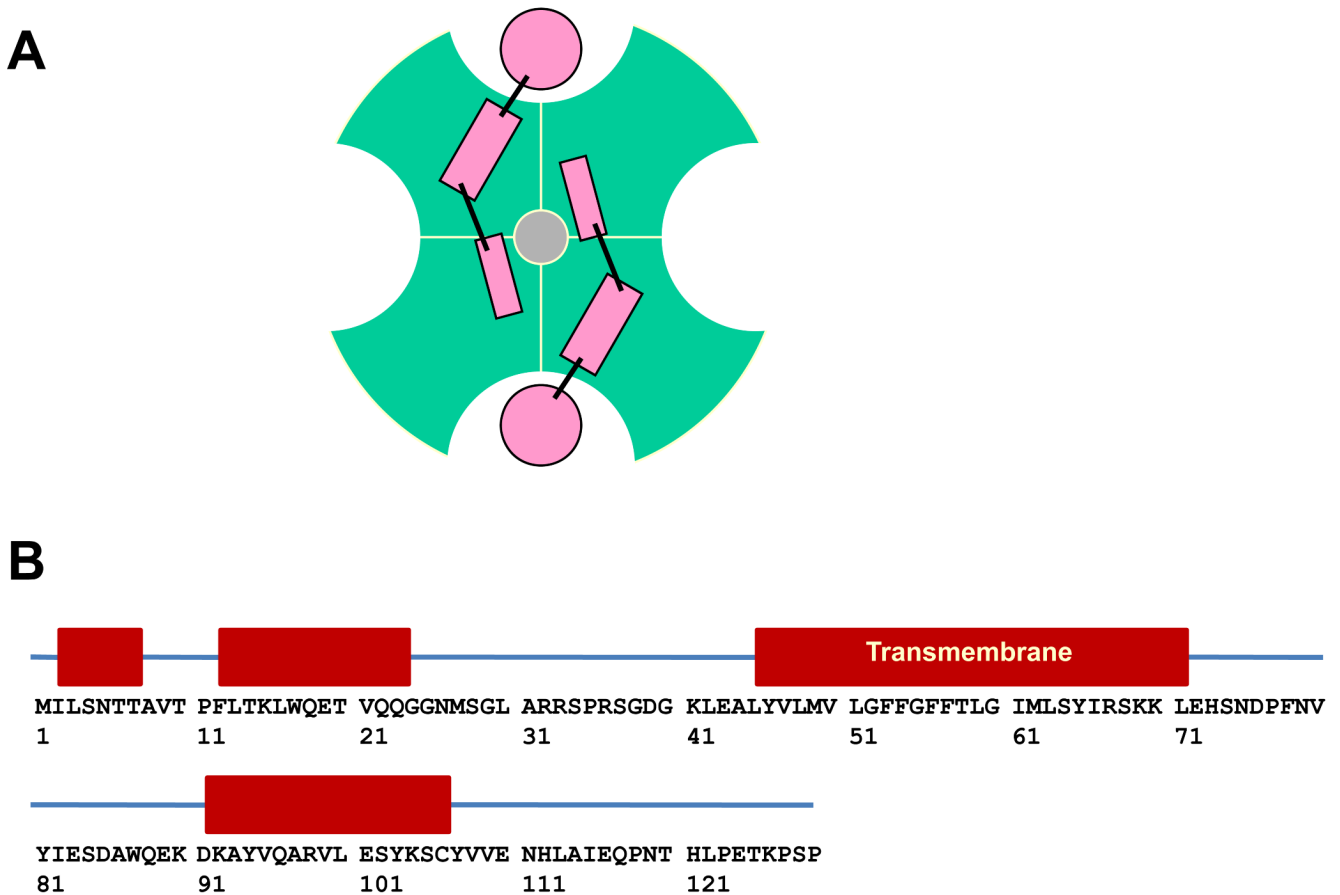 A
B
Transmembrane
MILSNTTAVT PFLTKLWQET VQQGGNMSGL ARRSPRSGDG KLEALYVLMV LGFFGFFTLG IMLSYIRSKK LEHSNDPFNV
1 11 21 31 41 51 61 71
YIESDAWQEK DKAYVQARVL ESYKSCYVVE NHLAIEQPNT HLPETKPSP
81 91 101 111 121